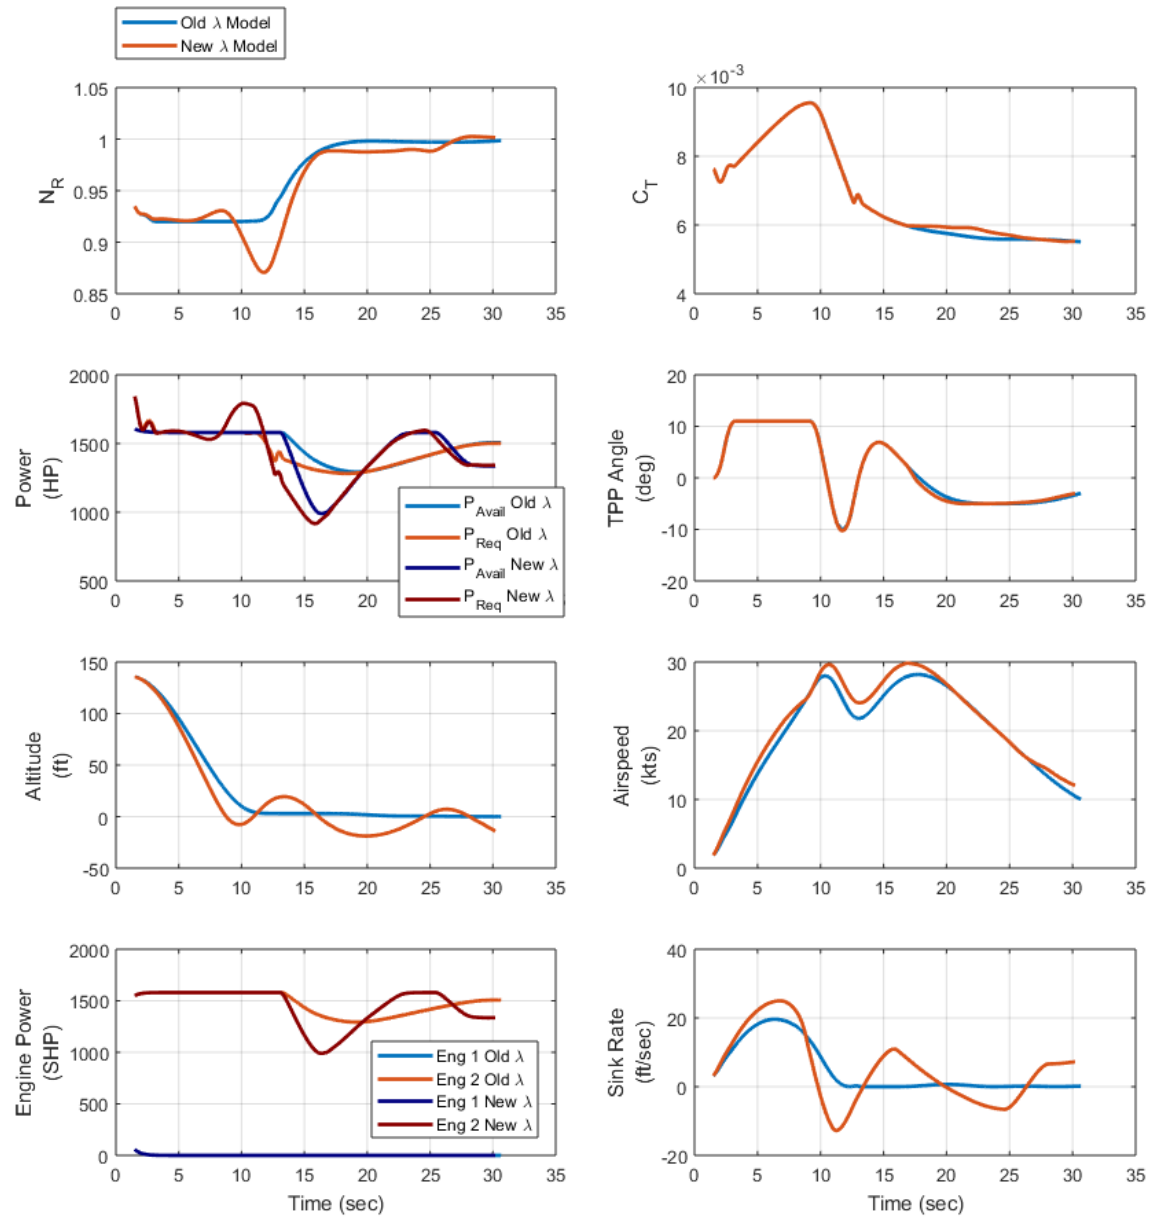 Old λ Model
New λ Model
1.05
1
0.95
0.9
0.85
N_R
0 5 10 15 20 25 30 35
× 10^-3
10
8
6
4
C_T
0 5 10 15 20 25 30 35
2000
1500
1000
500
Power
(HP)
P_Avail Old λ
P_Req Old λ
P_Avail New λ
P_Req New λ
0 5 10 15 20 25 30 35
20
10
0
-10
-20
TPP Angle
(deg)
0 5 10 15 20 25 30 35
150
100
50
0
-50
Altitude
(ft)
0 5 10 15 20 25 30 35
30
20
10
0
Airspeed
(kts)
0 5 10 15 20 25 30 35
2000
1500
1000
500
0
Engine Power
(SHP)
Eng 1 Old λ
Eng 2 Old λ
Eng 1 New λ
Eng 2 New λ
0 5 10 15 20 25 30 35
Time (sec)
40
20
0
-20
Sink Rate
(ft/sec)
0 5 10 15 20 25 30 35
Time (sec)